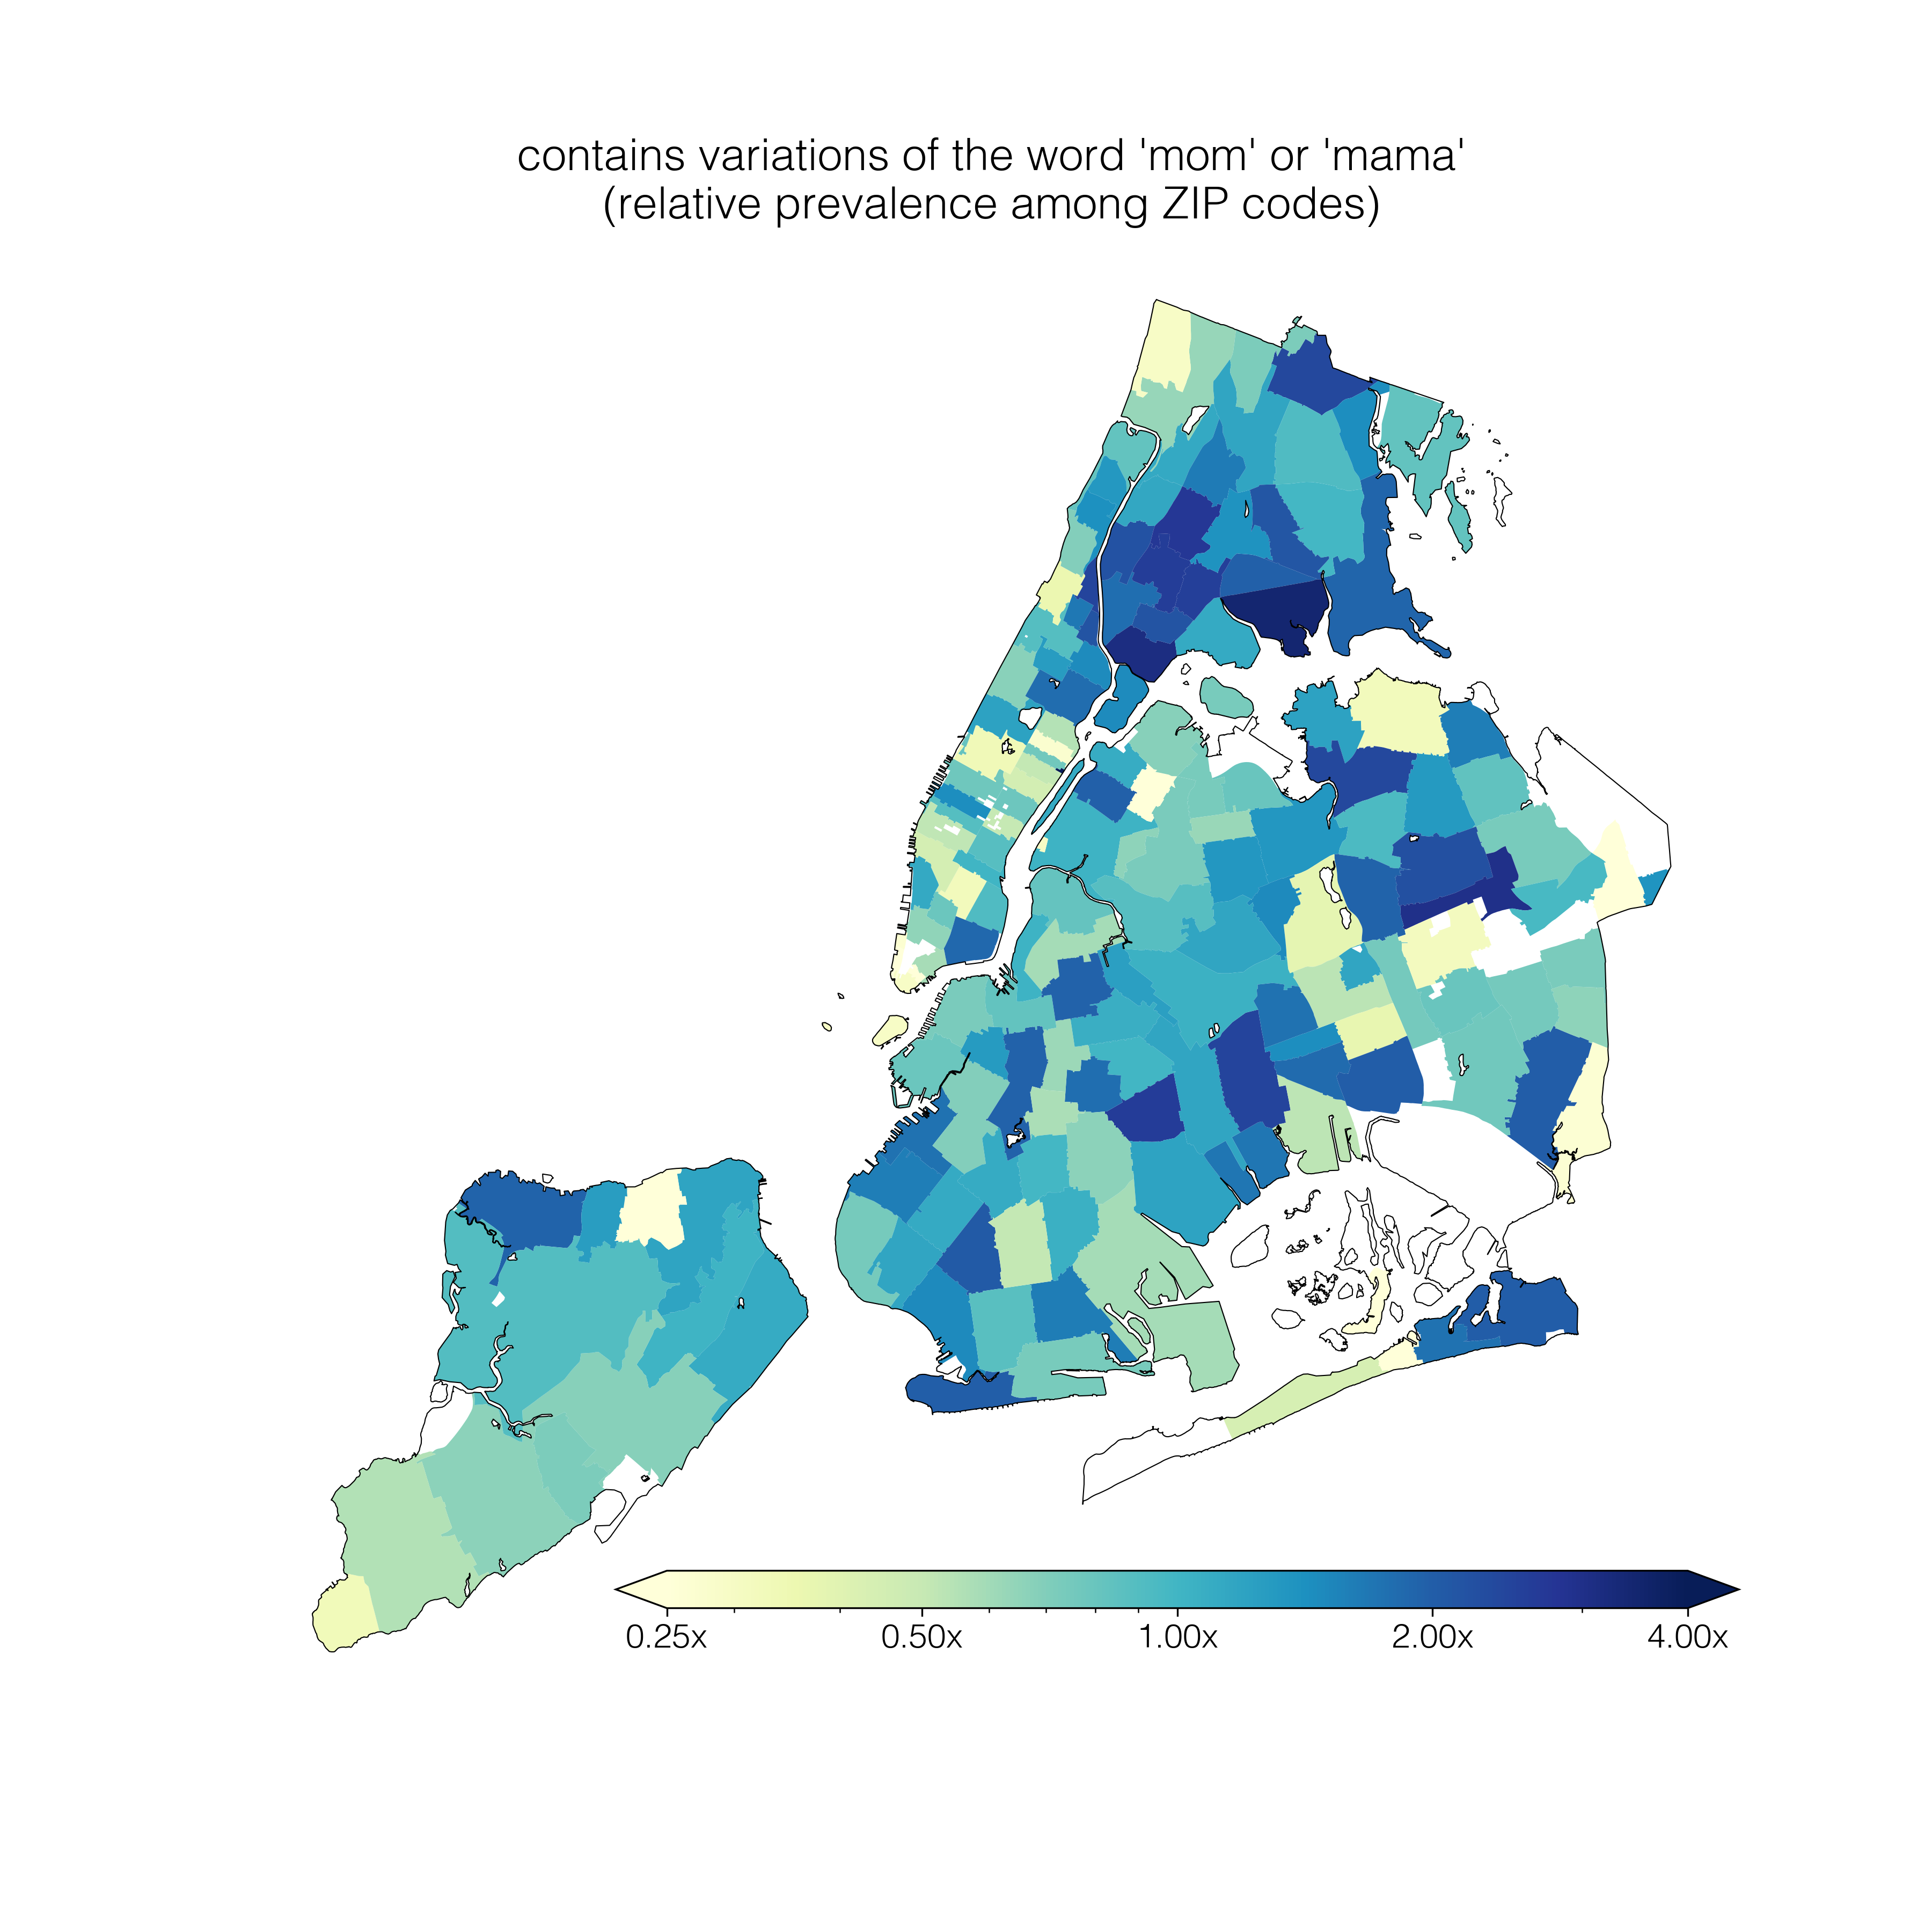 contains variations of the word 'mom' or 'mama'
(relative prevalence among ZIP codes)
0.25x 0.50x 1.00x 2.00x 4.00x